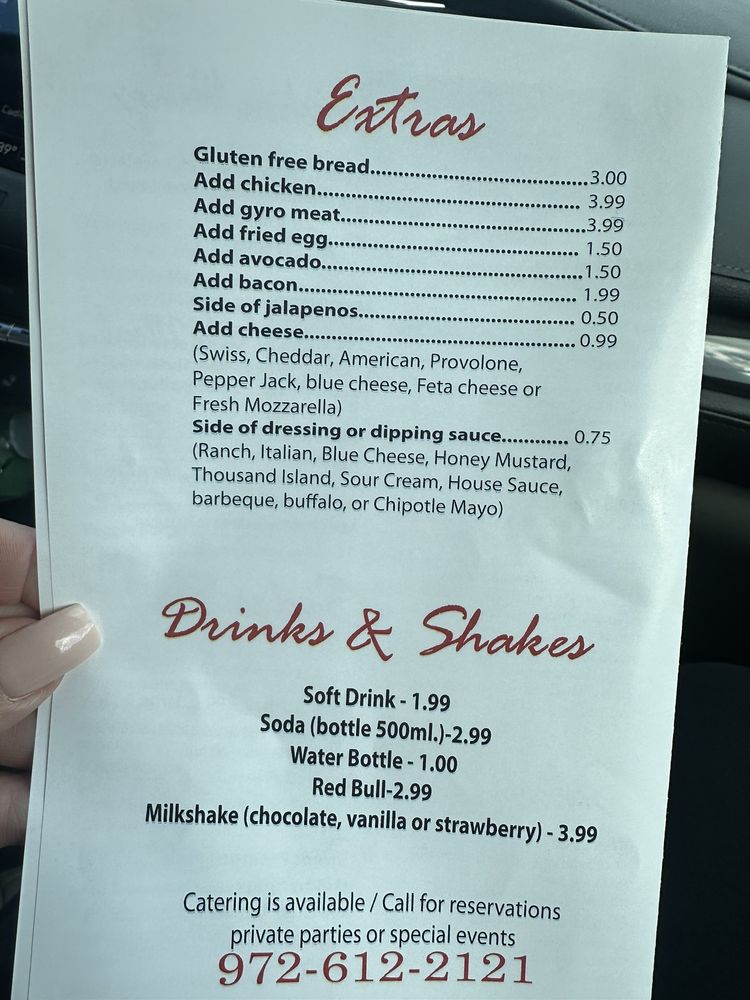 Extras
Gluten free bread....................................3.00
Add chicken............................................ 3.99
Add gyro meat.........................................3.99
Add fried egg.......................................... 1.50
Add avocado...........................................1.50
Add bacon.............................................. 1.99
Side of jalapenos.................................... 0.50
Add cheese.............................................0.99
(Swiss, Cheddar, American, Provolone,
Pepper Jack, blue cheese, Feta cheese or
Fresh Mozzarella)
Side of dressing or dipping sauce............ 0.75
(Ranch, Italian, Blue Cheese, Honey Mustard,
Thousand Island, Sour Cream, House Sauce,
barbeque, buffalo, or Chipotle Mayo)
Drinks & Shakes
Soft Drink - 1.99
Soda (bottle 500ml.)-2.99
Water Bottle - 1.00
Red Bull-2.99
Milkshake (chocolate, vanilla or strawberry) - 3.99
Catering is available / Call for reservations
private parties or special events
972-612-2121